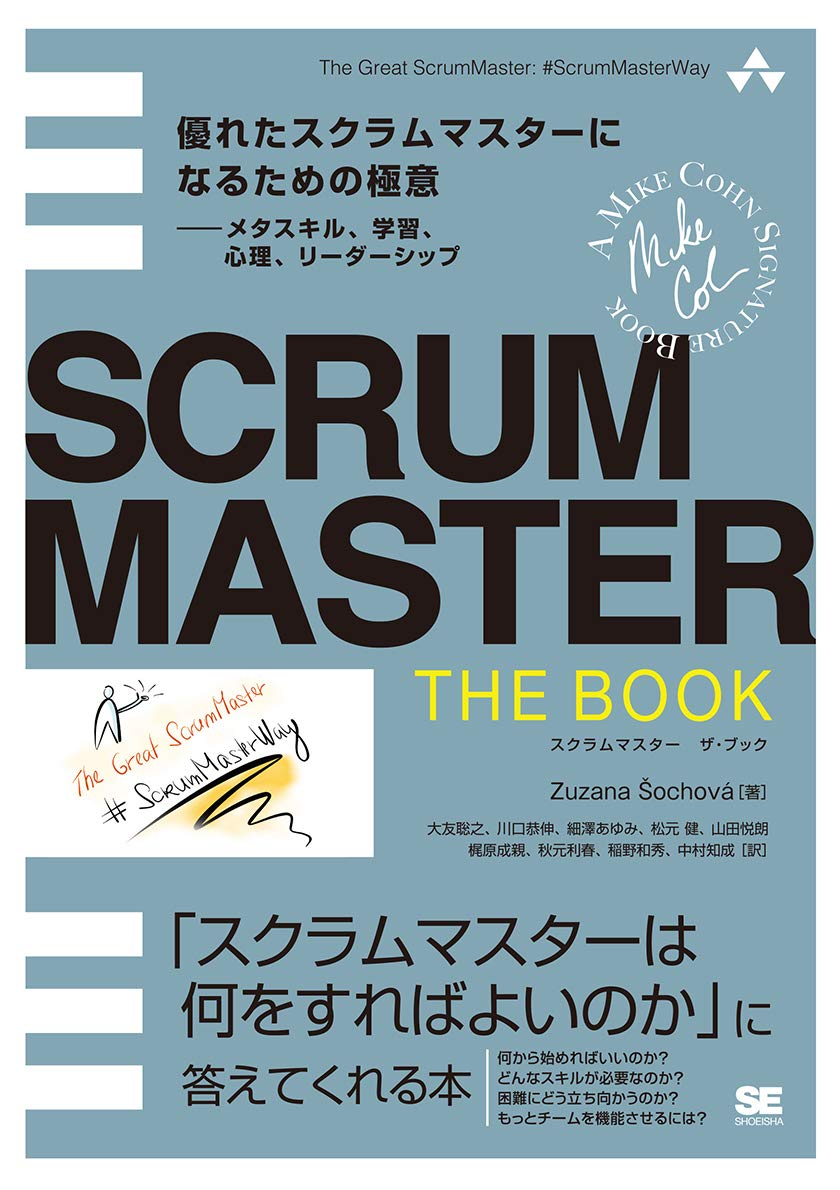 The Great ScrumMaster: #ScrumMasterWay
優れたスクラムマスターに
なるための極意
——メタスキル、学習、
心理、リーダーシップ
A MIKE COHN SIGNATURE BOOK
Mike Coh
SCRUM
MASTER
THE BOOK
スクラムマスター ザ・ブック
The Great ScrumMaster
# ScrumMasterWay
Zuzana Šochová［著］
大友聡之、川口恭伸、細澤あゆみ、松元 健、山田悦朗
梶原成親、秋元利春、稲野和秀、中村知成［訳］
「スクラムマスターは
何をすればよいのか」に
答えてくれる本
何から始めればいいのか？
どんなスキルが必要なのか？
困難にどう立ち向かうのか？
もっとチームを機能させるには？
SE
SHOEISHA